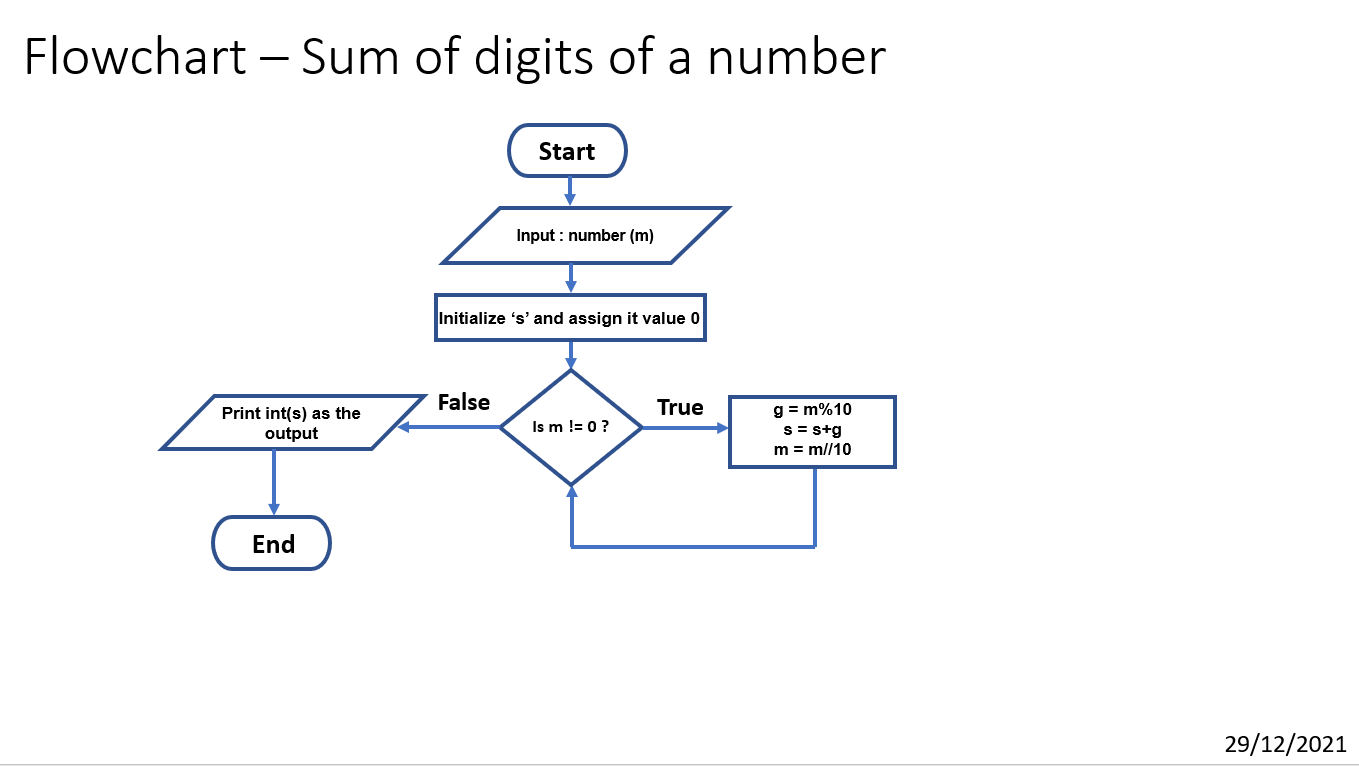 Flowchart – Sum of digits of a number
Start
Input : number (m)
Initialize ‘s’ and assign it value 0
Is m != 0 ?
False
True
Print int(s) as the
output
g = m%10
s = s+g
m = m//10
End
29/12/2021